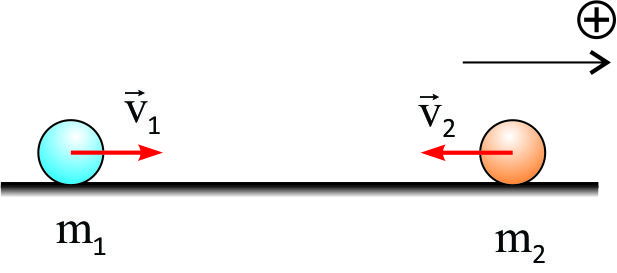 ⊕
v⃗₁ v⃗₂
m₁ m₂